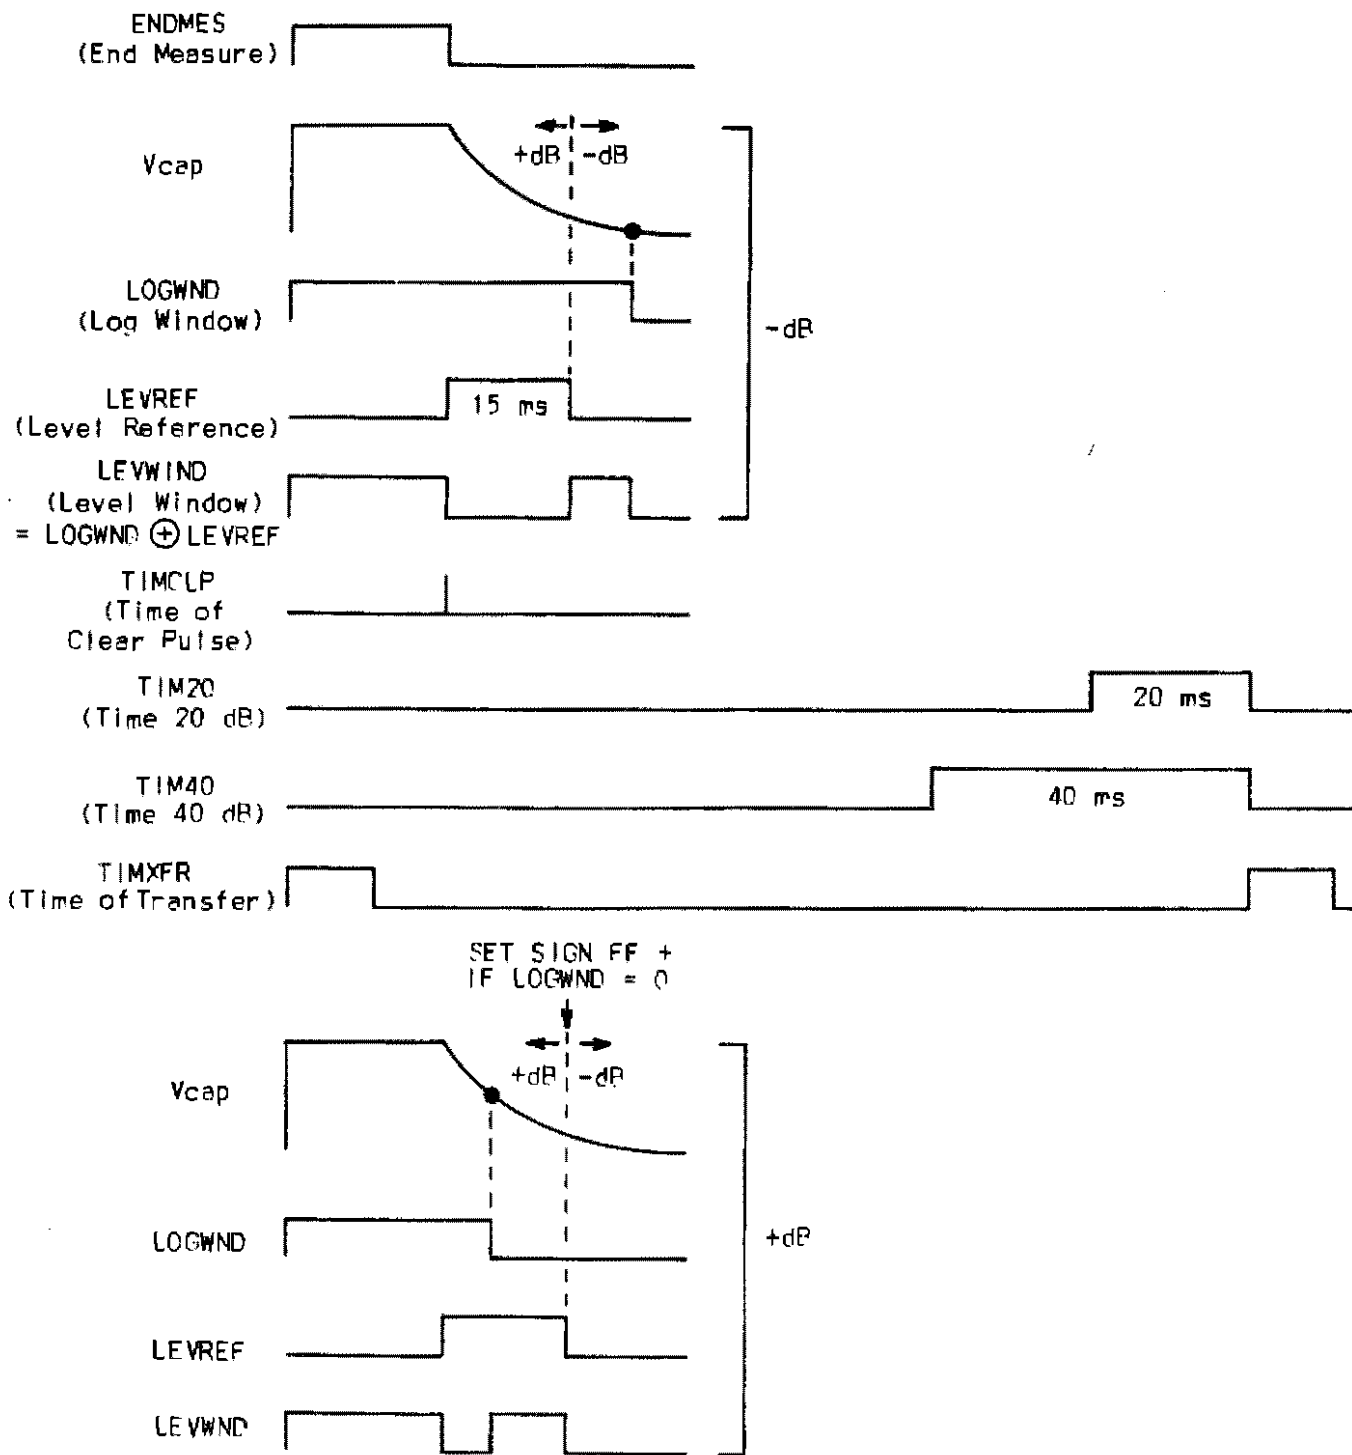 ENDMES
(End Measure)
+dB -dB
Vcap
LOGWND
(Log Window)
-dB
LEVREF
(Level Reference)
15 ms
LEVWIND
(Level Window)
= LOGWND ⊕ LEVREF
TIMCLP
(Time of
Clear Pulse)
TIM20
(Time 20 dB)
20 ms
TIM40
(Time 40 dB)
40 ms
TIMXFR
(Time of Transfer)
SET SIGN FF +
IF LOGWND = 0
+dB -dB
Vcap
LOGWND
+dB
LEVREF
LEVWND